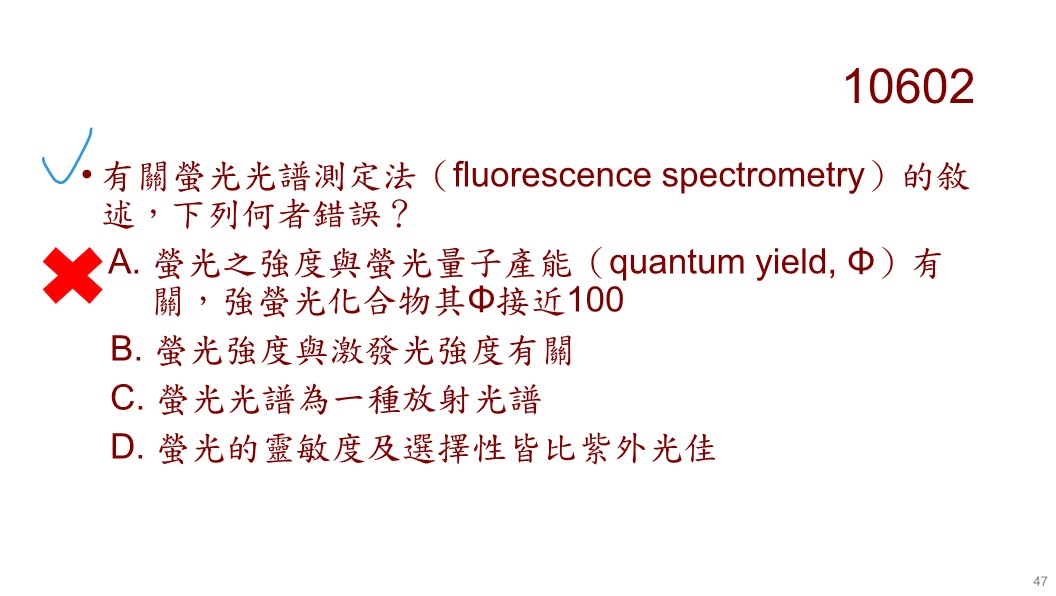 10602
• 有關螢光光譜測定法（fluorescence spectrometry）的敘
述，下列何者錯誤？
A. 螢光之強度與螢光量子產能（quantum yield, Φ）有
關，強螢光化合物其Φ接近100
B. 螢光強度與激發光強度有關
C. 螢光光譜為一種放射光譜
D. 螢光的靈敏度及選擇性皆比紫外光佳
47